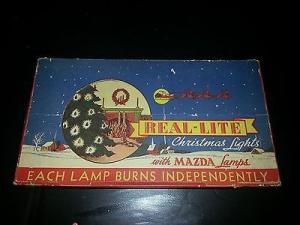 REAL-LITE
Christmas Lights
with MAZDA Lamps
EACH LAMP BURNS INDEPENDENTLY